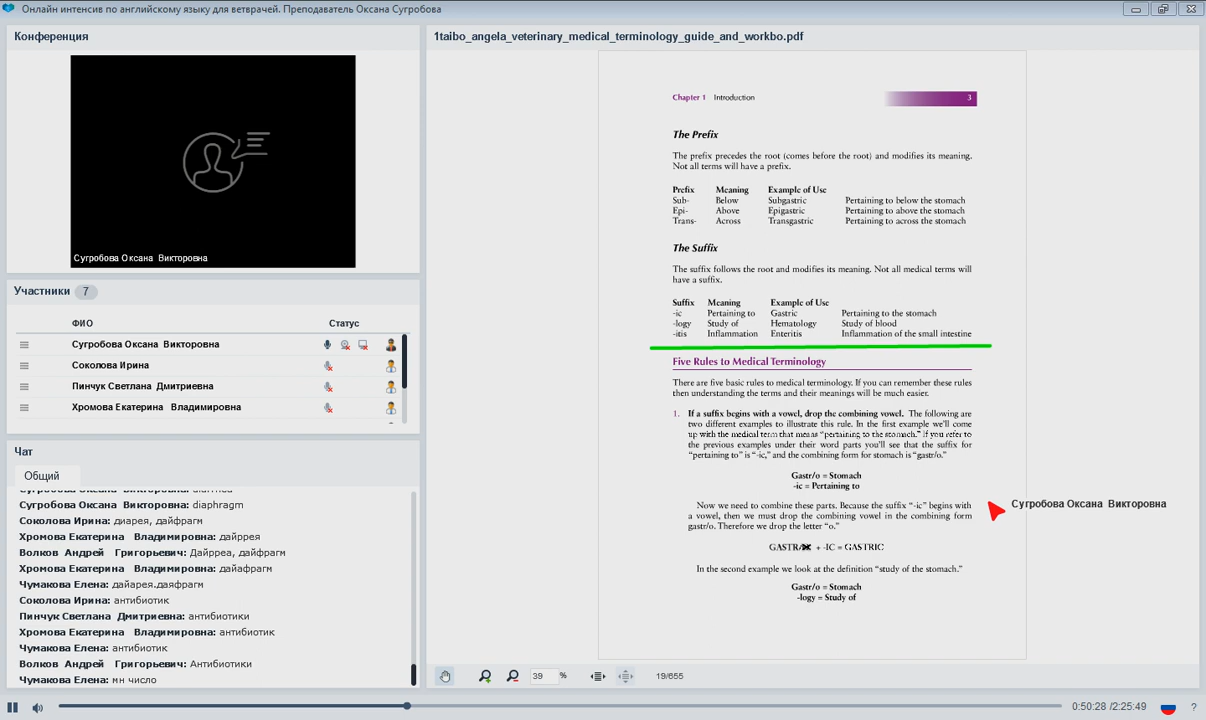 Онлайн интенсив по английскому языку для ветврачей. Преподаватель Оксана Сугробова
Конференция
Сугробова Оксана Викторовна
Участники 7
ФИО Статус
Сугробова Оксана Викторовна
Соколова Ирина
Пинчук Светлана Дмитриевна
Хромова Екатерина Владимировна
Чат
Общий
Сугробова Оксана Викторовна: diarrhea
Сугробова Оксана Викторовна: diaphragm
Соколова Ирина: диарея, дайфрагм
Хромова Екатерина Владимировна: дайррея
Волков Андрей Григорьевич: Дайрреа, дайфрагм
Хромова Екатерина Владимировна: дайафрагм
Чумакова Елена: дайарея.даяфрагм
Соколова Ирина: антибиотик
Пинчук Светлана Дмитриевна: антибиотики
Хромова Екатерина Владимировна: антибиотик
Чумакова Елена: антибиотик
Волков Андрей Григорьевич: Антибиотики
Чумакова Елена: мн число
1taibo_angela_veterinary_medical_terminology_guide_and_workbo.pdf
Chapter 1 Introduction 3
The Prefix
The prefix precedes the root (comes before the root) and modifies its meaning.
Not all terms will have a prefix.
Prefix Meaning Example of Use
Sub- Below Subgastric Pertaining to below the stomach
Epi- Above Epigastric Pertaining to above the stomach
Trans- Across Transgastric Pertaining to across the stomach
The Suffix
The suffix follows the root and modifies its meaning. Not all medical terms will
have a suffix.
Suffix Meaning Example of Use
-ic Pertaining to Gastric Pertaining to the stomach
-logy Study of Hematology Study of blood
-itis Inflammation Enteritis Inflammation of the small intestine
Five Rules to Medical Terminology
There are five basic rules to medical terminology. If you can remember these rules
then understanding the terms and their meanings will be much easier.
1. If a suffix begins with a vowel, drop the combining vowel. The following are
two different examples to illustrate this rule. In the first example we'll come
up with the medical term that means "pertaining to the stomach." If you refer to
the previous examples under their word parts you'll see that the suffix for
"pertaining to" is "-ic," and the combining form for stomach is "gastr/o."
Gastr/o = Stomach
-ic = Pertaining to
Now we need to combine these parts. Because the suffix "-ic" begins with
a vowel, then we must drop the combining vowel in the combining form
gastr/o. Therefore we drop the letter "o."
Сугробова Оксана Викторовна
GASTR/ + -IC = GASTRIC
In the second example we look at the definition "study of the stomach."
Gastr/o = Stomach
-logy = Study of
39 % 19/655
0:50:28 /2:25:49 ?